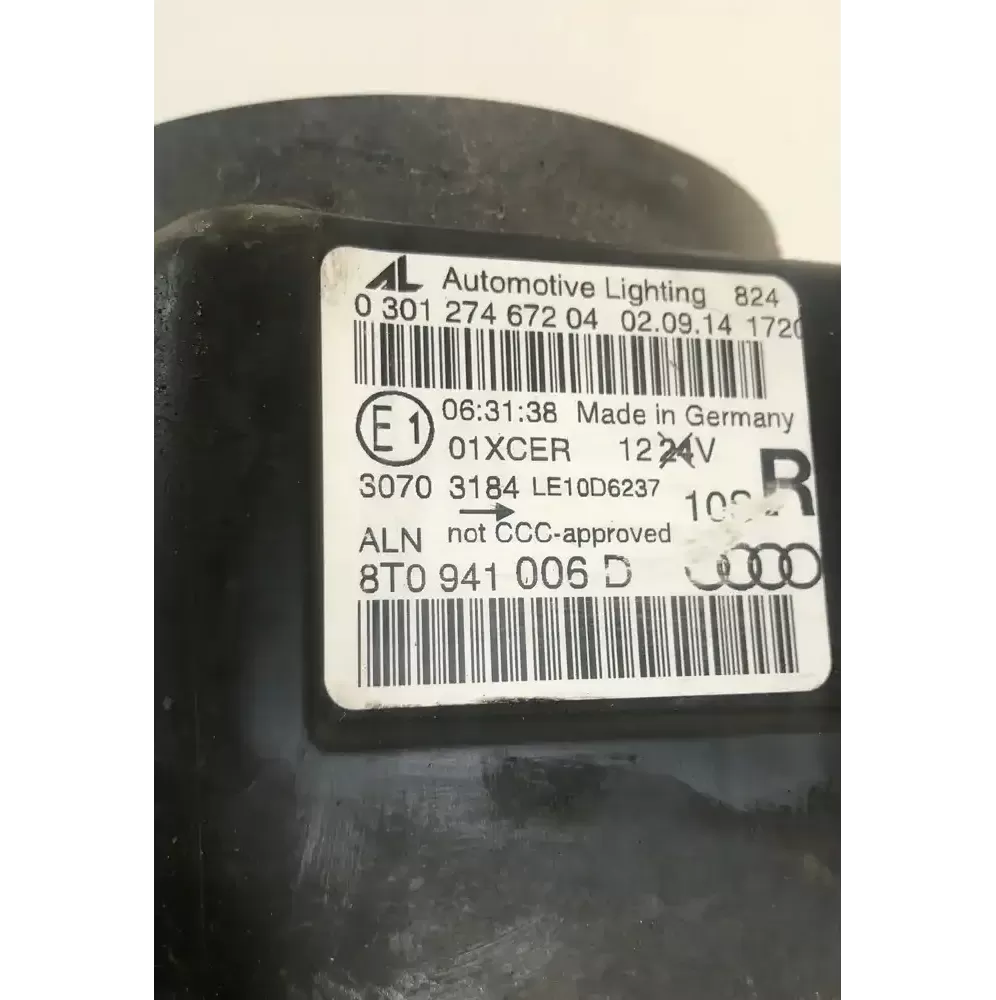 AL Automotive Lighting 824
0 301 274 672 04 02.09.14 1720
E1 06:31:38 Made in Germany
01XCER 12 24V
3070 3184 LE10D6237 R
ALN not CCC-approved
8T0 941 006 D